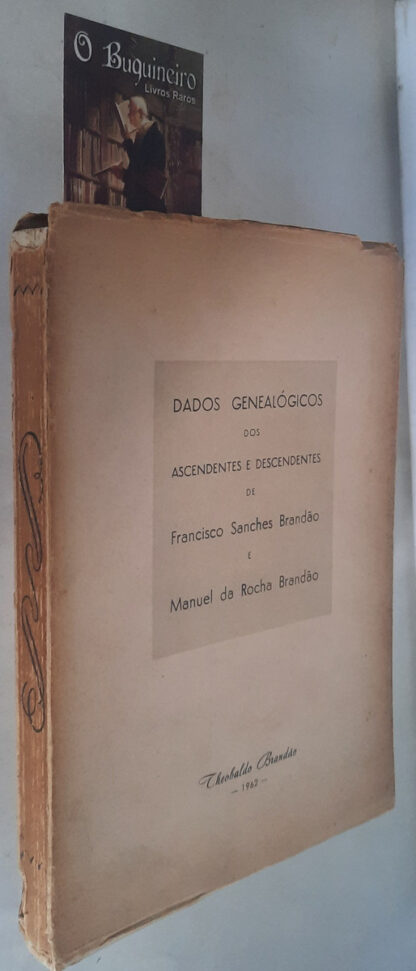 O Buquineiro
Livros Raros
DADOS GENEALÓGICOS
DOS
ASCENDENTES E DESCENDENTES
DE
Francisco Sanches Brandão
E
Manuel da Rocha Brandão
Theobaldo Brandão
— 1962 —